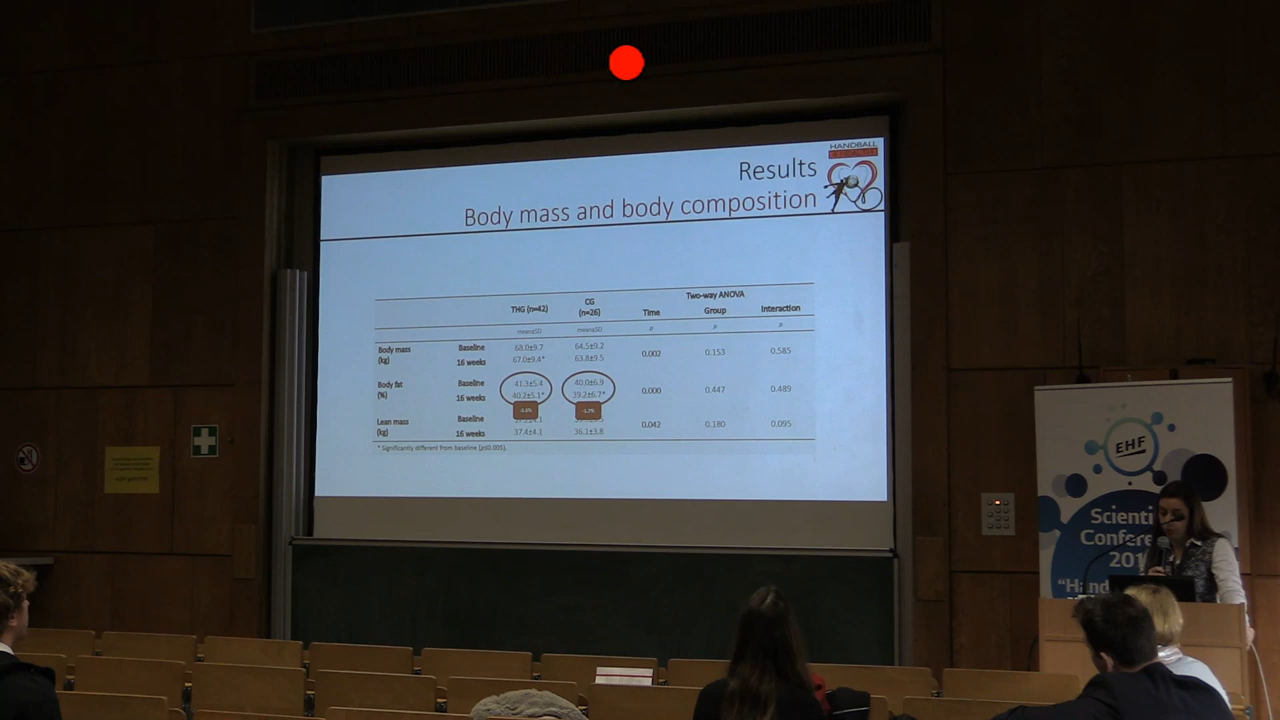 HANDBALL
Results
Body mass and body composition
Two-way ANOVA
THG (n=42) CG (n=26) Time Group Interaction
mean±SD mean±SD p p p
Body mass (kg) Baseline 68.0±9.7 64.5±9.2 0.002 0.153 0.585
16 weeks 67.0±9.4* 63.8±9.5
Body fat (%) Baseline 41.3±5.4 40.0±6.9 0.000 0.447 0.489
16 weeks 40.2±5.1* 39.2±6.7*
Lean mass (kg) Baseline 0.042 0.180 0.095
16 weeks 37.4±4.1 36.1±3.8
* Significantly different from baseline (p≤0.001).
EHF
Scienti
Confere
201
"Hand